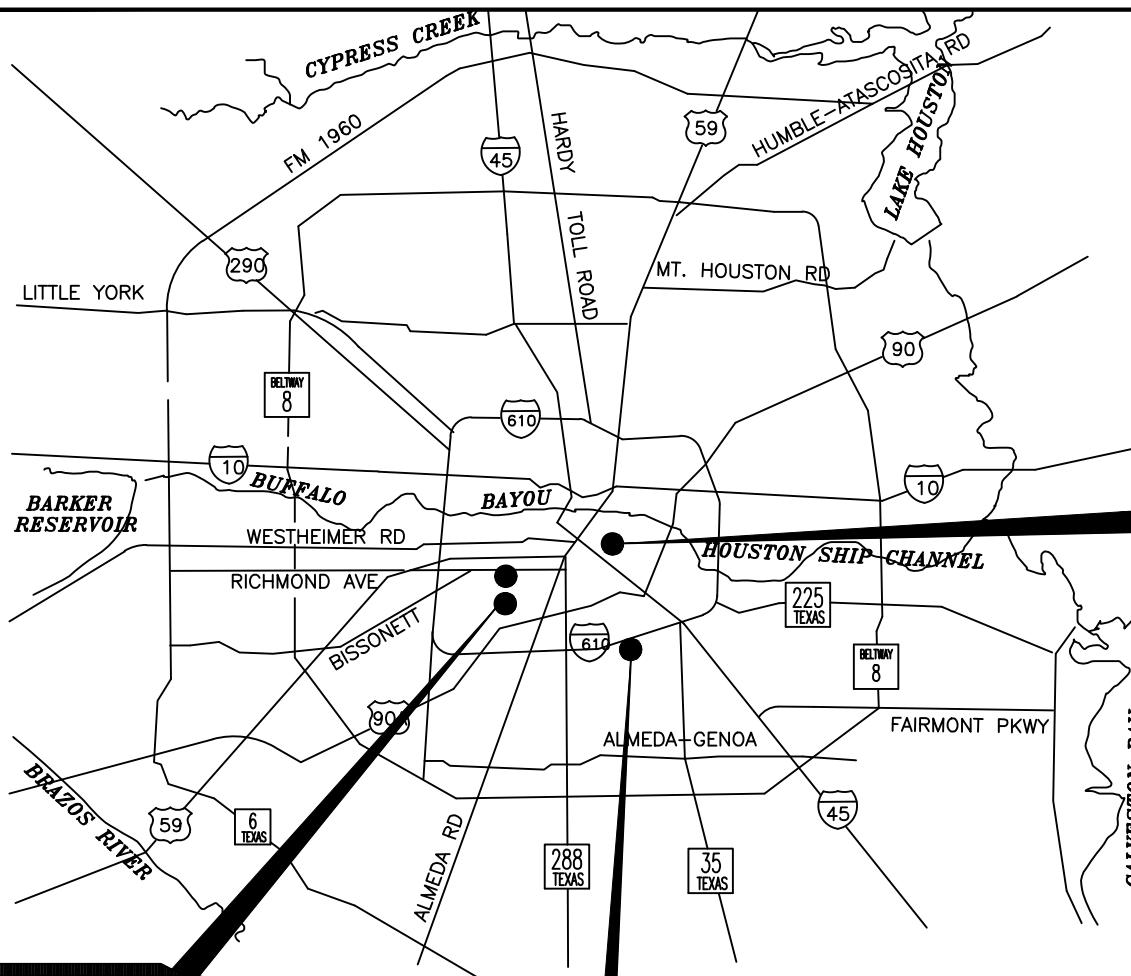 CYPRESS CREEK
HUMBLE-ATASCOSITA RD
FM 1960
HARDY
59
45
LAKE HOUSTON
TOLL ROAD
290
MT. HOUSTON RD
LITTLE YORK
90
BELTWAY
8
610
10
BUFFALO
BAYOU
10
BARKER
RESERVOIR
WESTHEIMER RD
HOUSTON SHIP CHANNEL
RICHMOND AVE
225
TEXAS
BISSONETT
610
BELTWAY
8
90A
FAIRMONT PKWY
ALMEDA-GENOA
BRAZOS RIVER
59
6
TEXAS
45
ALMEDA RD
288
TEXAS
35
TEXAS